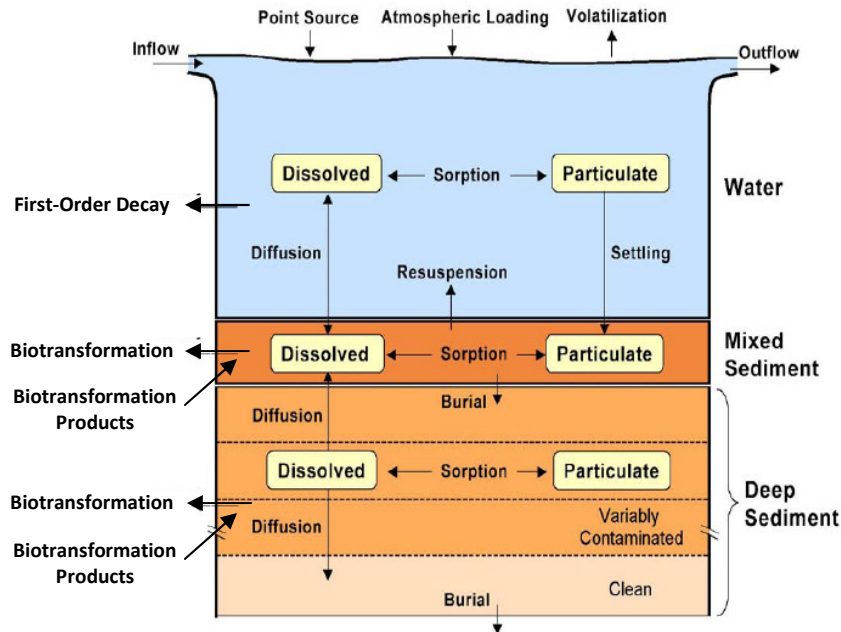 Point Source
Atmospheric Loading
Volatilization
Inflow
Outflow
Dissolved
Sorption
Particulate
Water
First-Order Decay
Diffusion
Settling
Resuspension
Biotransformation
Dissolved
Sorption
Particulate
Mixed
Sediment
Biotransformation
Products
Diffusion
Burial
Dissolved
Sorption
Particulate
Biotransformation
Deep
Sediment
Diffusion
Variably
Contaminated
Biotransformation
Products
Burial
Clean